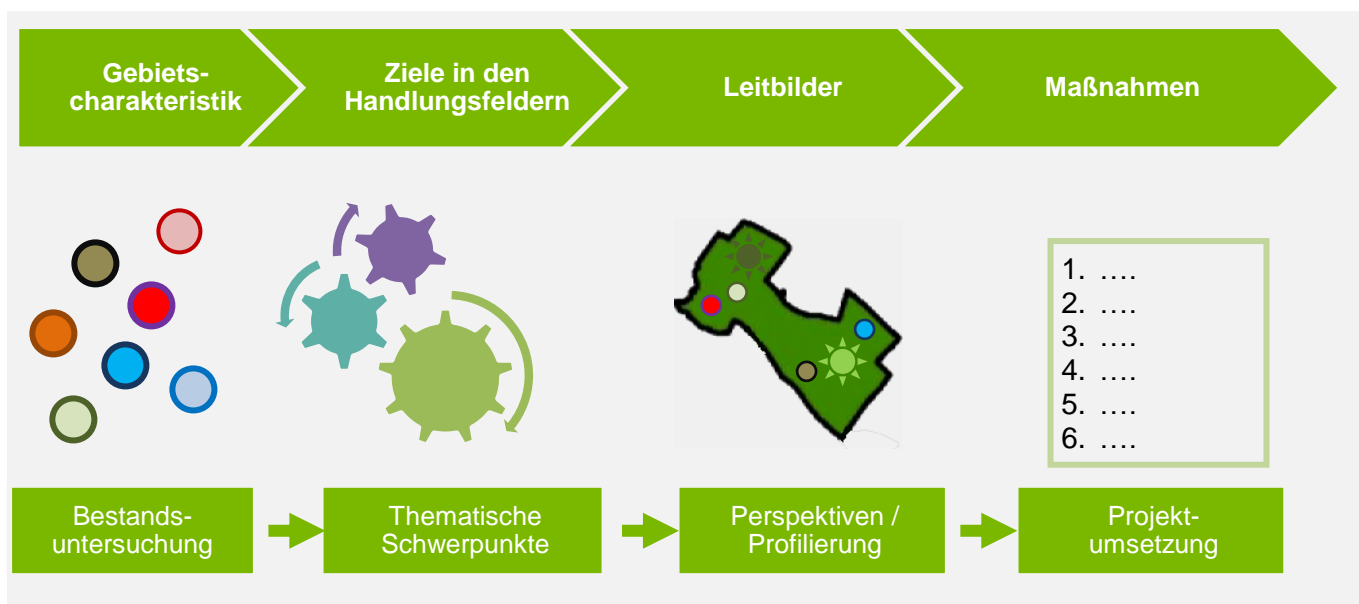 Gebiets-
charakteristik
Ziele in den
Handlungsfeldern
Leitbilder
Maßnahmen
1. ....
2. ....
3. ....
4. ....
5. ....
6. ....
Bestands-
untersuchung
Thematische
Schwerpunkte
Perspektiven /
Profilierung
Projekt-
umsetzung